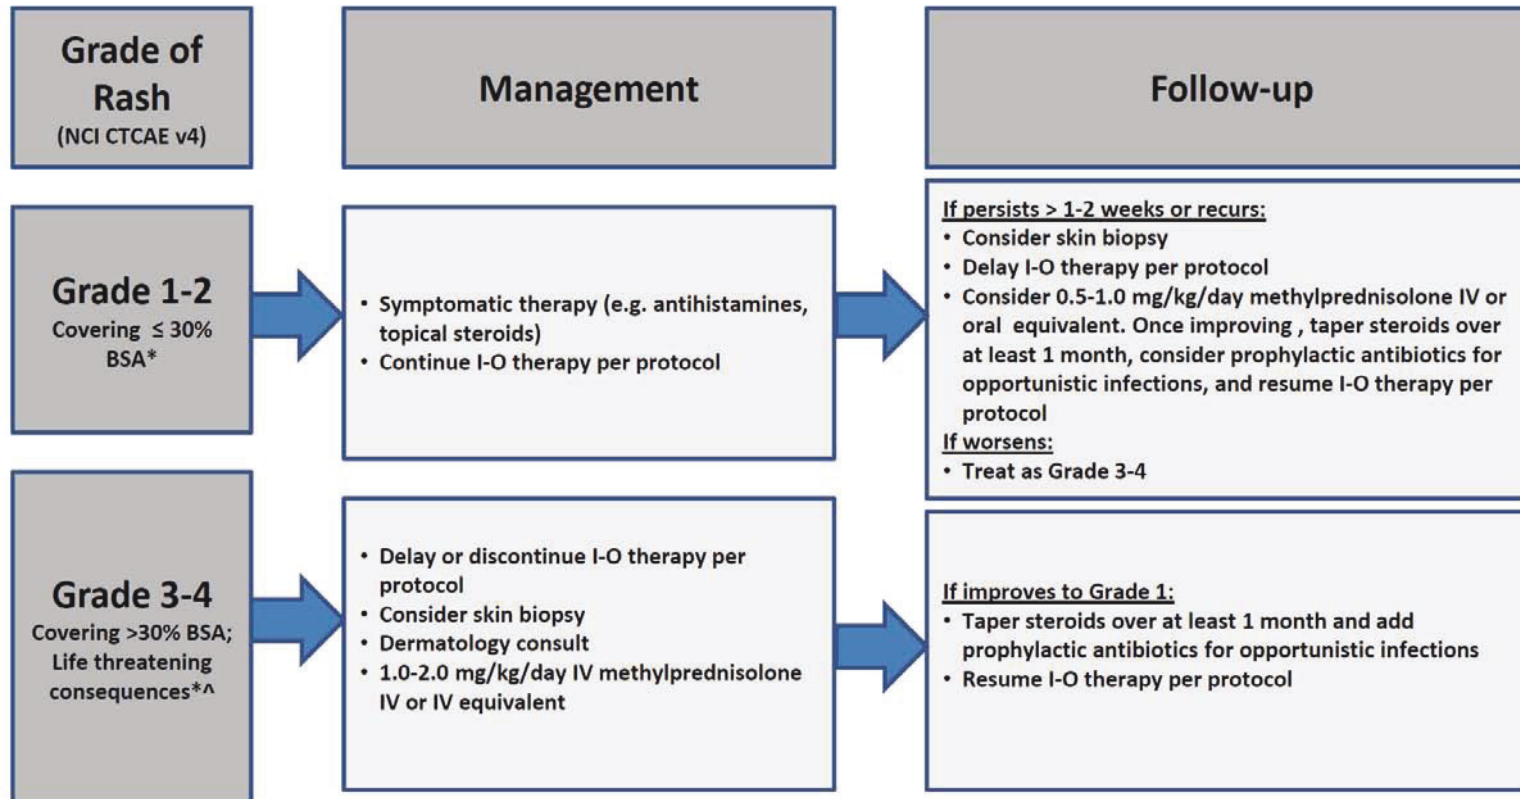 Grade of
Rash
(NCI CTCAE v4)
Management
Follow-up
Grade 1-2
Covering ≤ 30%
BSA*
• Symptomatic therapy (e.g. antihistamines,
topical steroids)
• Continue I-O therapy per protocol
If persists > 1-2 weeks or recurs:
• Consider skin biopsy
• Delay I-O therapy per protocol
• Consider 0.5-1.0 mg/kg/day methylprednisolone IV or
oral equivalent. Once improving , taper steroids over
at least 1 month, consider prophylactic antibiotics for
opportunistic infections, and resume I-O therapy per
protocol
If worsens:
• Treat as Grade 3-4
Grade 3-4
Covering >30% BSA;
Life threatening
consequences*^
• Delay or discontinue I-O therapy per
protocol
• Consider skin biopsy
• Dermatology consult
• 1.0-2.0 mg/kg/day IV methylprednisolone
IV or IV equivalent
If improves to Grade 1:
• Taper steroids over at least 1 month and add
prophylactic antibiotics for opportunistic infections
• Resume I-O therapy per protocol